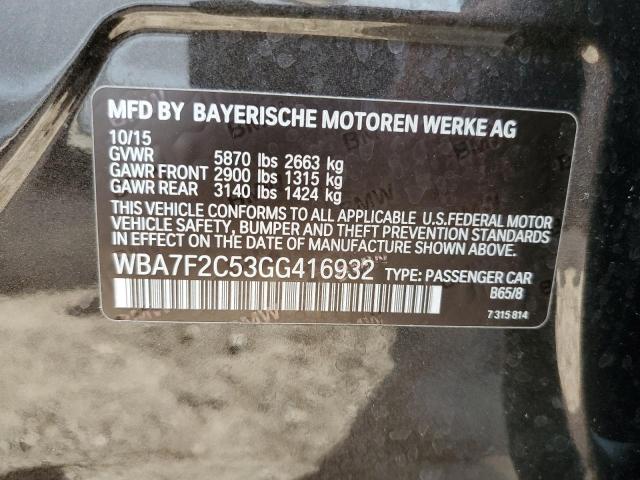 MFD BY BAYERISCHE MOTOREN WERKE AG
10/15
GVWR 5870 lbs 2663 kg
GAWR FRONT 2900 lbs 1315 kg
GAWR REAR 3140 lbs 1424 kg
THIS VEHICLE CONFORMS TO ALL APPLICABLE U.S.FEDERAL MOTOR
VEHICLE SAFETY, BUMPER AND THEFT PREVENTION STANDARDS
IN EFFECT ON THE DATE OF MANUFACTURE SHOWN ABOVE.
WBA7F2C53GG416932 TYPE: PASSENGER CAR
B65/8
7 315 814